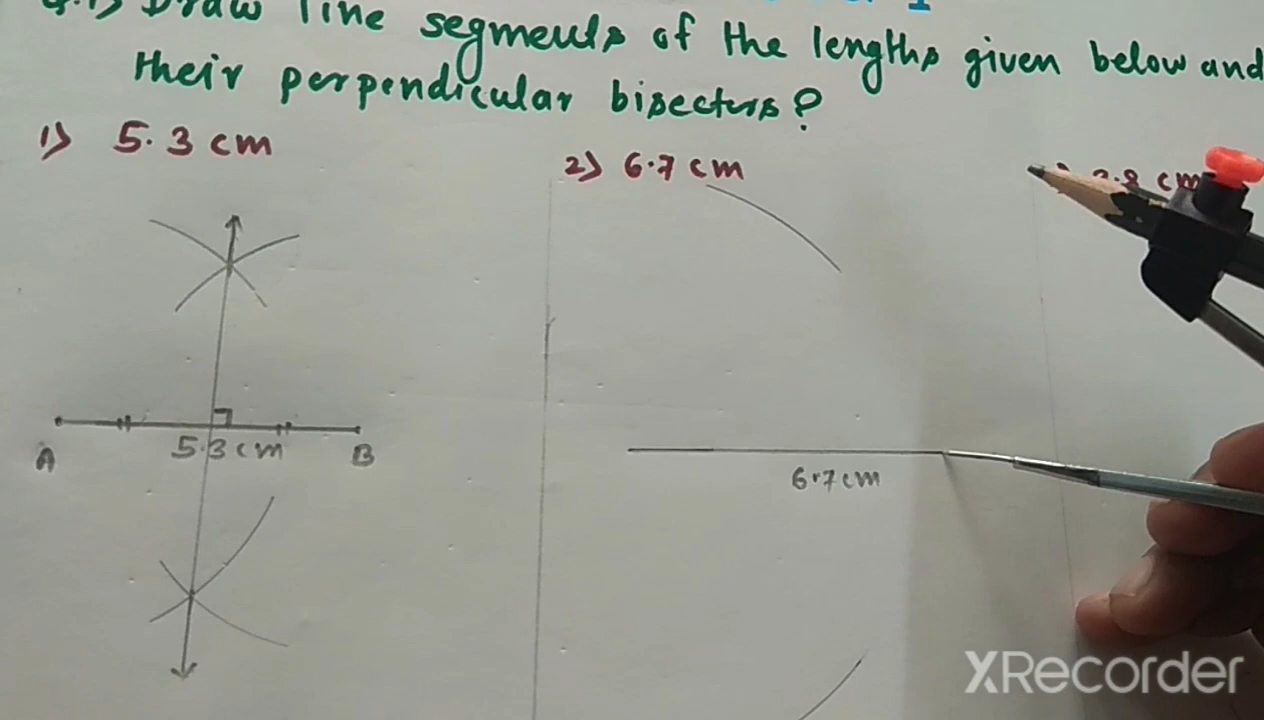 Draw line segments of the lengths given below and
their perpendicular bisectors?
1) 5.3 cm
2) 6.7 cm
cm
5.3 cm
A
B
6.7 cm
XRecorder